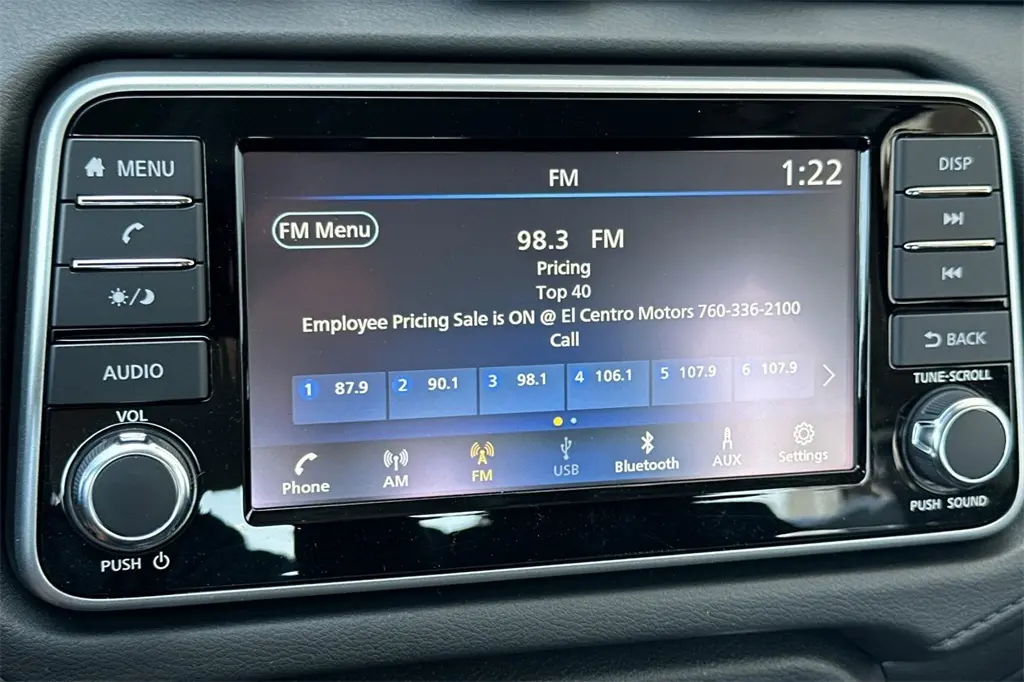 MENU
AUDIO
VOL
PUSH
FM
1:22
FM Menu
98.3 FM
Pricing
Top 40
Employee Pricing Sale is ON @ El Centro Motors 760-336-2100
Call
1 87.9
2 90.1
3 98.1
4 106.1
5 107.9
6 107.9
Phone
AM
FM
USB
Bluetooth
AUX
Settings
DISP
BACK
TUNE-SCROLL
PUSH SOUND